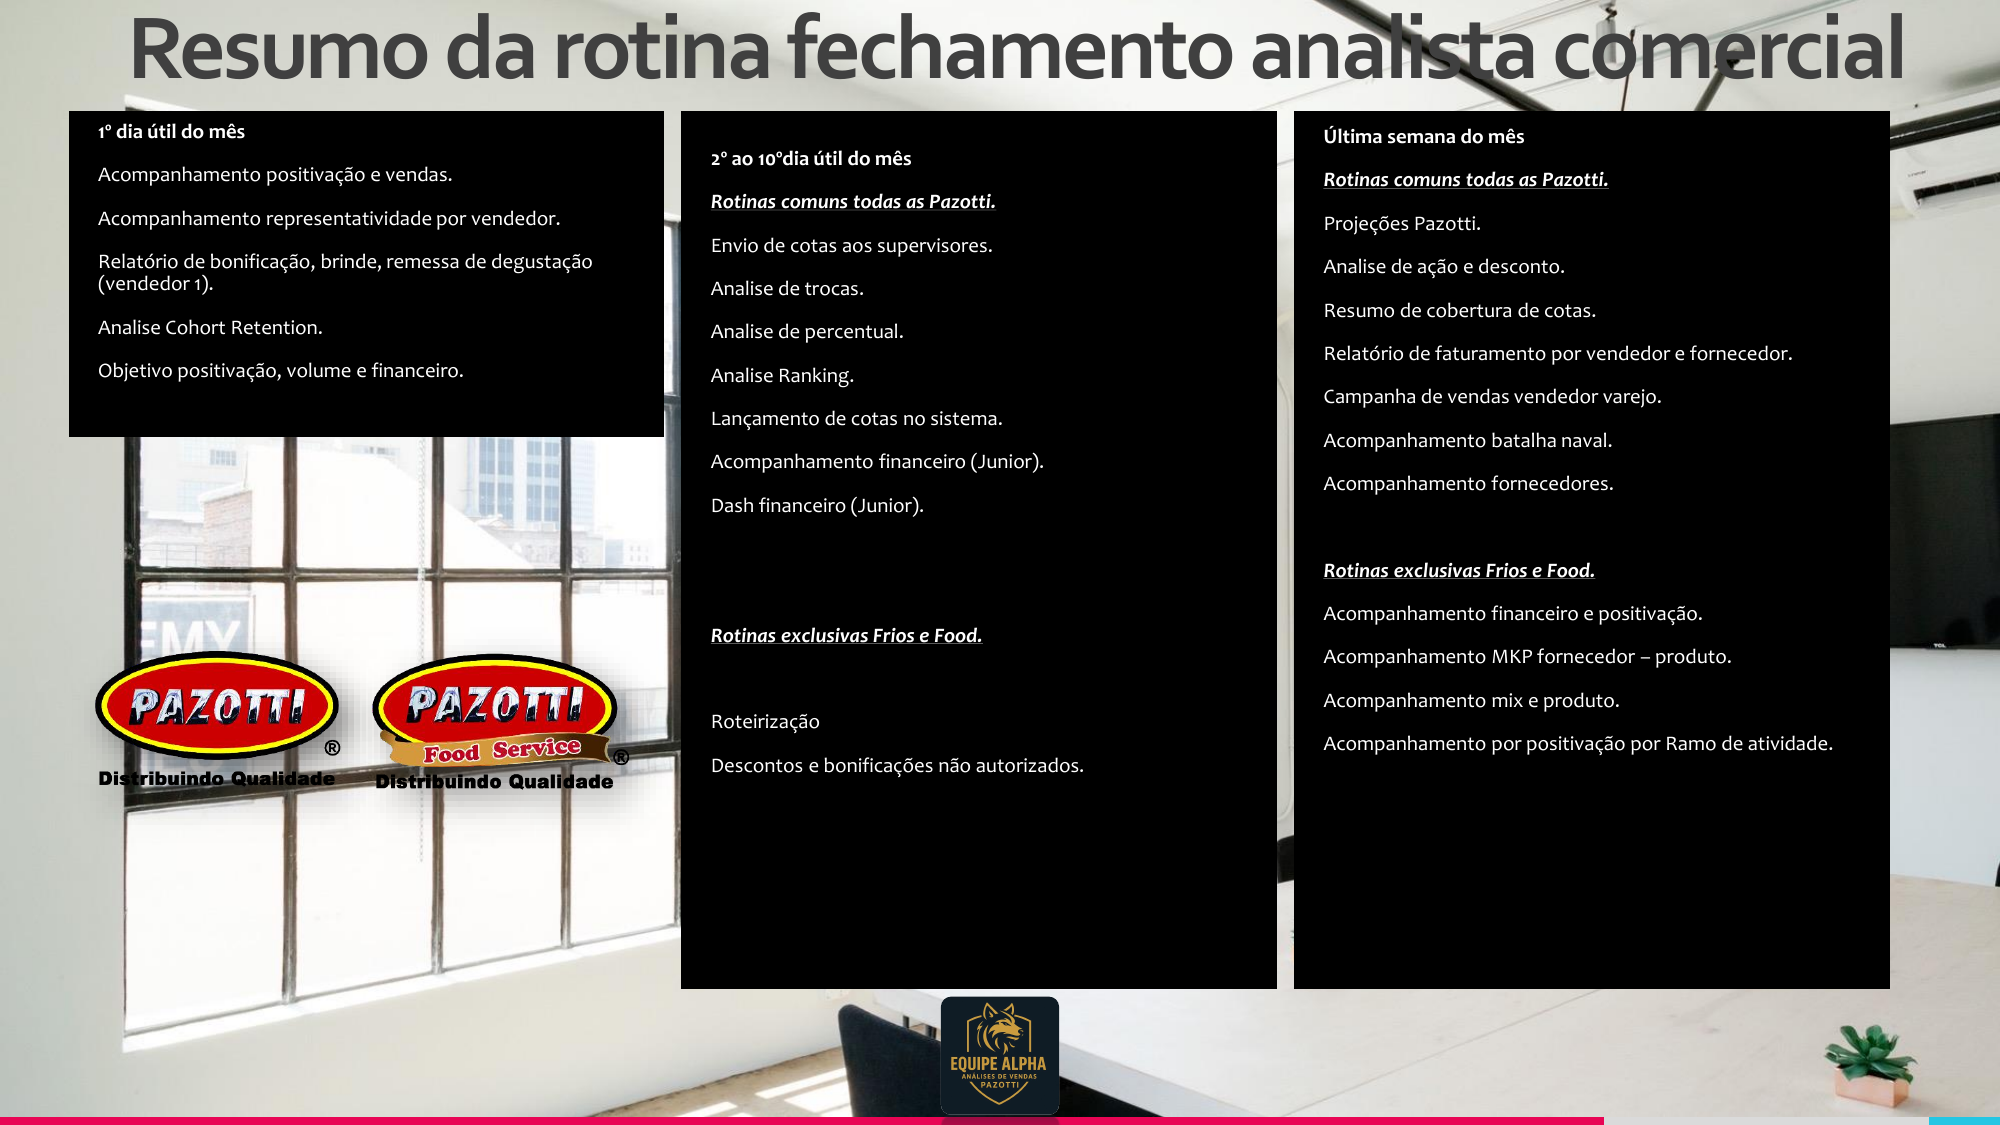 Resumo da rotina fechamento analista comercial
1º dia útil do mês
Acompanhamento positivação e vendas.
Acompanhamento representatividade por vendedor.
Relatório de bonificação, brinde, remessa de degustação
(vendedor 1).
Analise Cohort Retention.
Objetivo positivação, volume e financeiro.
EMY
PAZOTTI
®
Distribuindo Qualidade
PAZOTTI
Food Service
®
Distribuindo Qualidade
2º ao 10ºdia útil do mês
Rotinas comuns todas as Pazotti.
Envio de cotas aos supervisores.
Analise de trocas.
Analise de percentual.
Analise Ranking.
Lançamento de cotas no sistema.
Acompanhamento financeiro (Junior).
Dash financeiro (Junior).
Rotinas exclusivas Frios e Food.
Roteirização
Descontos e bonificações não autorizados.
Última semana do mês
Rotinas comuns todas as Pazotti.
Projeções Pazotti.
Analise de ação e desconto.
Resumo de cobertura de cotas.
Relatório de faturamento por vendedor e fornecedor.
Campanha de vendas vendedor varejo.
Acompanhamento batalha naval.
Acompanhamento fornecedores.
Rotinas exclusivas Frios e Food.
Acompanhamento financeiro e positivação.
Acompanhamento MKP fornecedor – produto.
Acompanhamento mix e produto.
Acompanhamento por positivação por Ramo de atividade.
TCL
EQUIPE ALPHA
ANÁLISES DE VENDAS
PAZOTTI